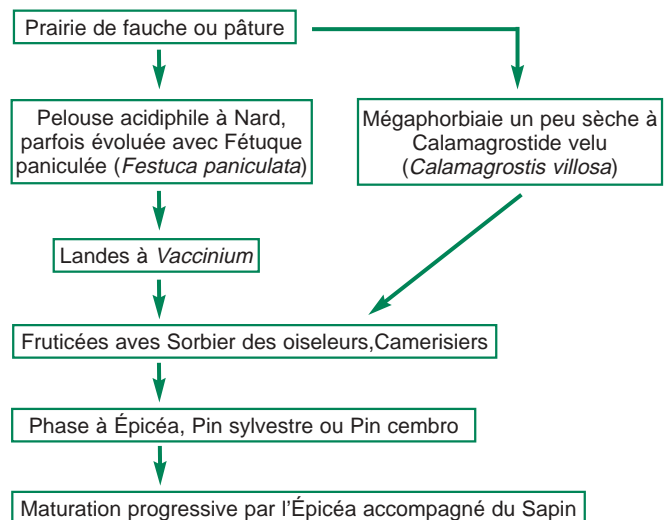 Prairie de fauche ou pâture
Pelouse acidiphile à Nard,
parfois évoluée avec Fétuque
paniculée (Festuca paniculata)
Mégaphorbiaie un peu sèche à
Calamagrostide velu
(Calamagrostis villosa)
Landes à Vaccinium
Fruticées aves Sorbier des oiseleurs,Camerisiers
Phase à Épicéa, Pin sylvestre ou Pin cembro
Maturation progressive par l'Épicéa accompagné du Sapin